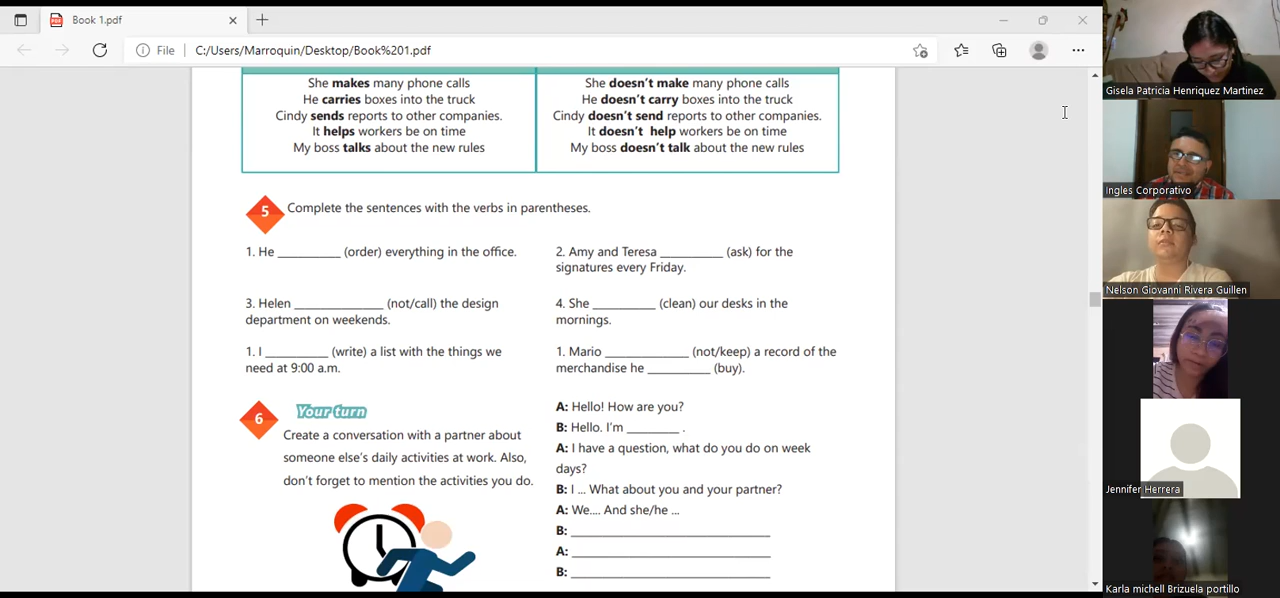 Book 1.pdf
File
C:/Users/Marroquin/Desktop/Book%201.pdf
She makes many phone calls
He carries boxes into the truck
Cindy sends reports to other companies.
It helps workers be on time
My boss talks about the new rules
She doesn't make many phone calls
He doesn't carry boxes into the truck
Cindy doesn't send reports to other companies.
It doesn't help workers be on time
My boss doesn't talk about the new rules
5
Complete the sentences with the verbs in parentheses.
1. He __________ (order) everything in the office.
2. Amy and Teresa __________ (ask) for the
signatures every Friday.
3. Helen ______________ (not/call) the design
department on weekends.
4. She __________ (clean) our desks in the
mornings.
1. I __________ (write) a list with the things we
need at 9:00 a.m.
1. Mario _____________ (not/keep) a record of the
merchandise he __________ (buy).
6
Your turn
Create a conversation with a partner about
someone else's daily activities at work. Also,
don't forget to mention the activities you do.
A: Hello! How are you?
B: Hello. I'm ________ .
A: I have a question, what do you do on week
days?
B: I ... What about you and your partner?
A: We.... And she/he ...
B: ________________________________
A: ________________________________
B: ________________________________
Gisela Patricia Henriquez Martinez
Ingles Corporativo
Nelson Giovanni Rivera Guillen
Jennifer Herrera
Karla michell Brizuela portillo